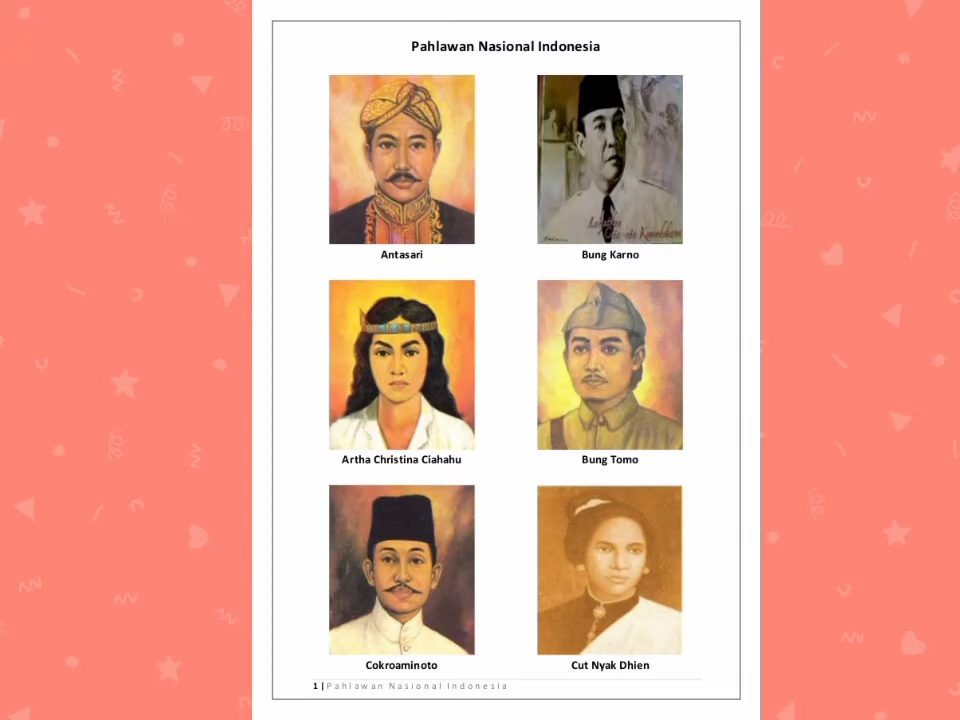 Pahlawan Nasional Indonesia
Antasari
Bung Karno
Artha Christina Ciahahu
Bung Tomo
Cokroaminoto
Cut Nyak Dhien
1 | Pahlawan Nasional Indonesia